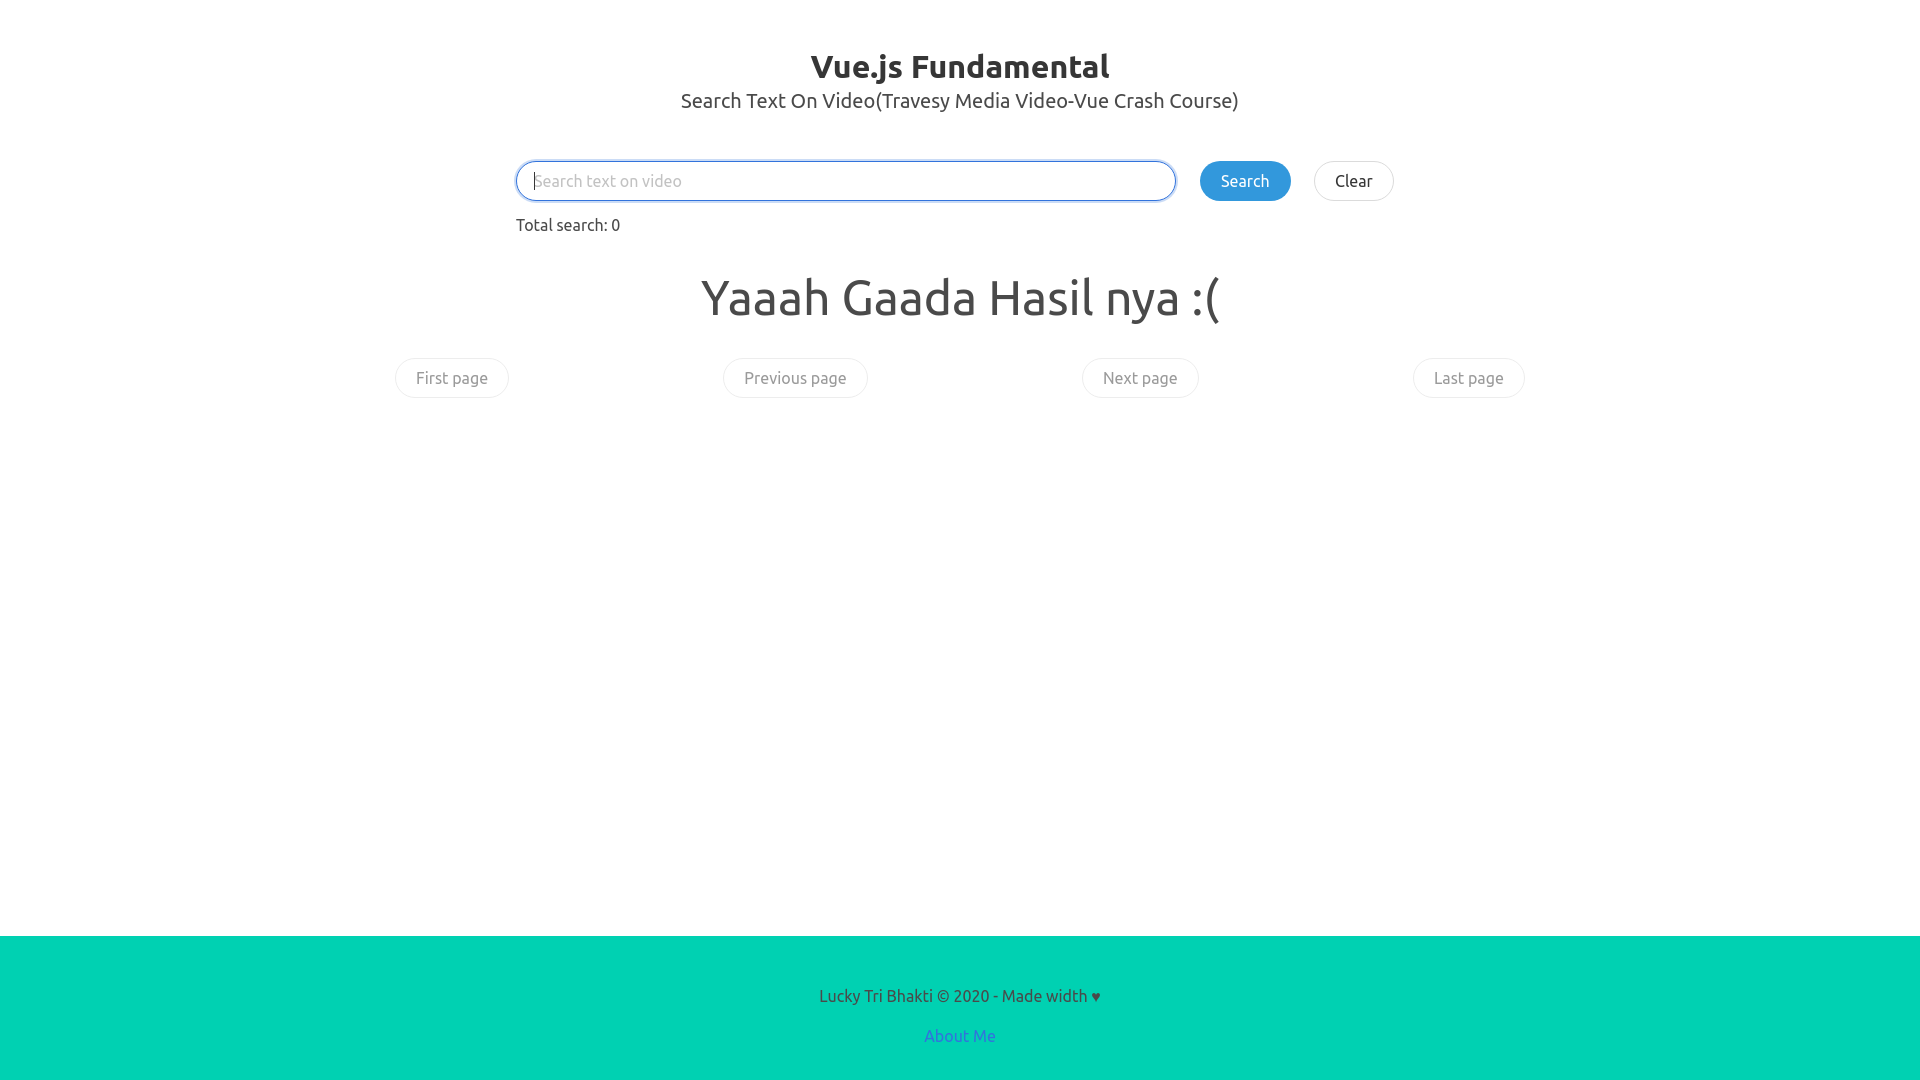 Vue.js Fundamental
Search Text On Video(Travesy Media Video-Vue Crash Course)
Search text on video
Search
Clear
Total search: 0
Yaaah Gaada Hasil nya :(
First page
Previous page
Next page
Last page
Lucky Tri Bhakti © 2020 - Made width ♥
About Me